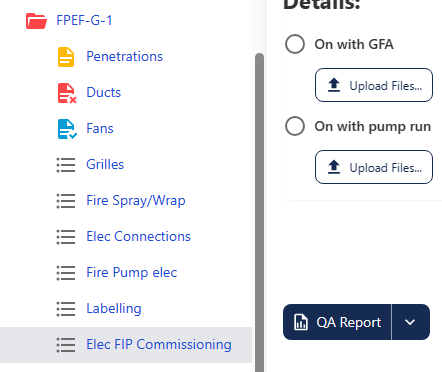 FPEF-G-1
Penetrations
Ducts
Fans
Grilles
Fire Spray/Wrap
Elec Connections
Fire Pump elec
Labelling
Elec FIP Commissioning
Details:
On with GFA
Upload Files...
On with pump run
Upload Files...
QA Report